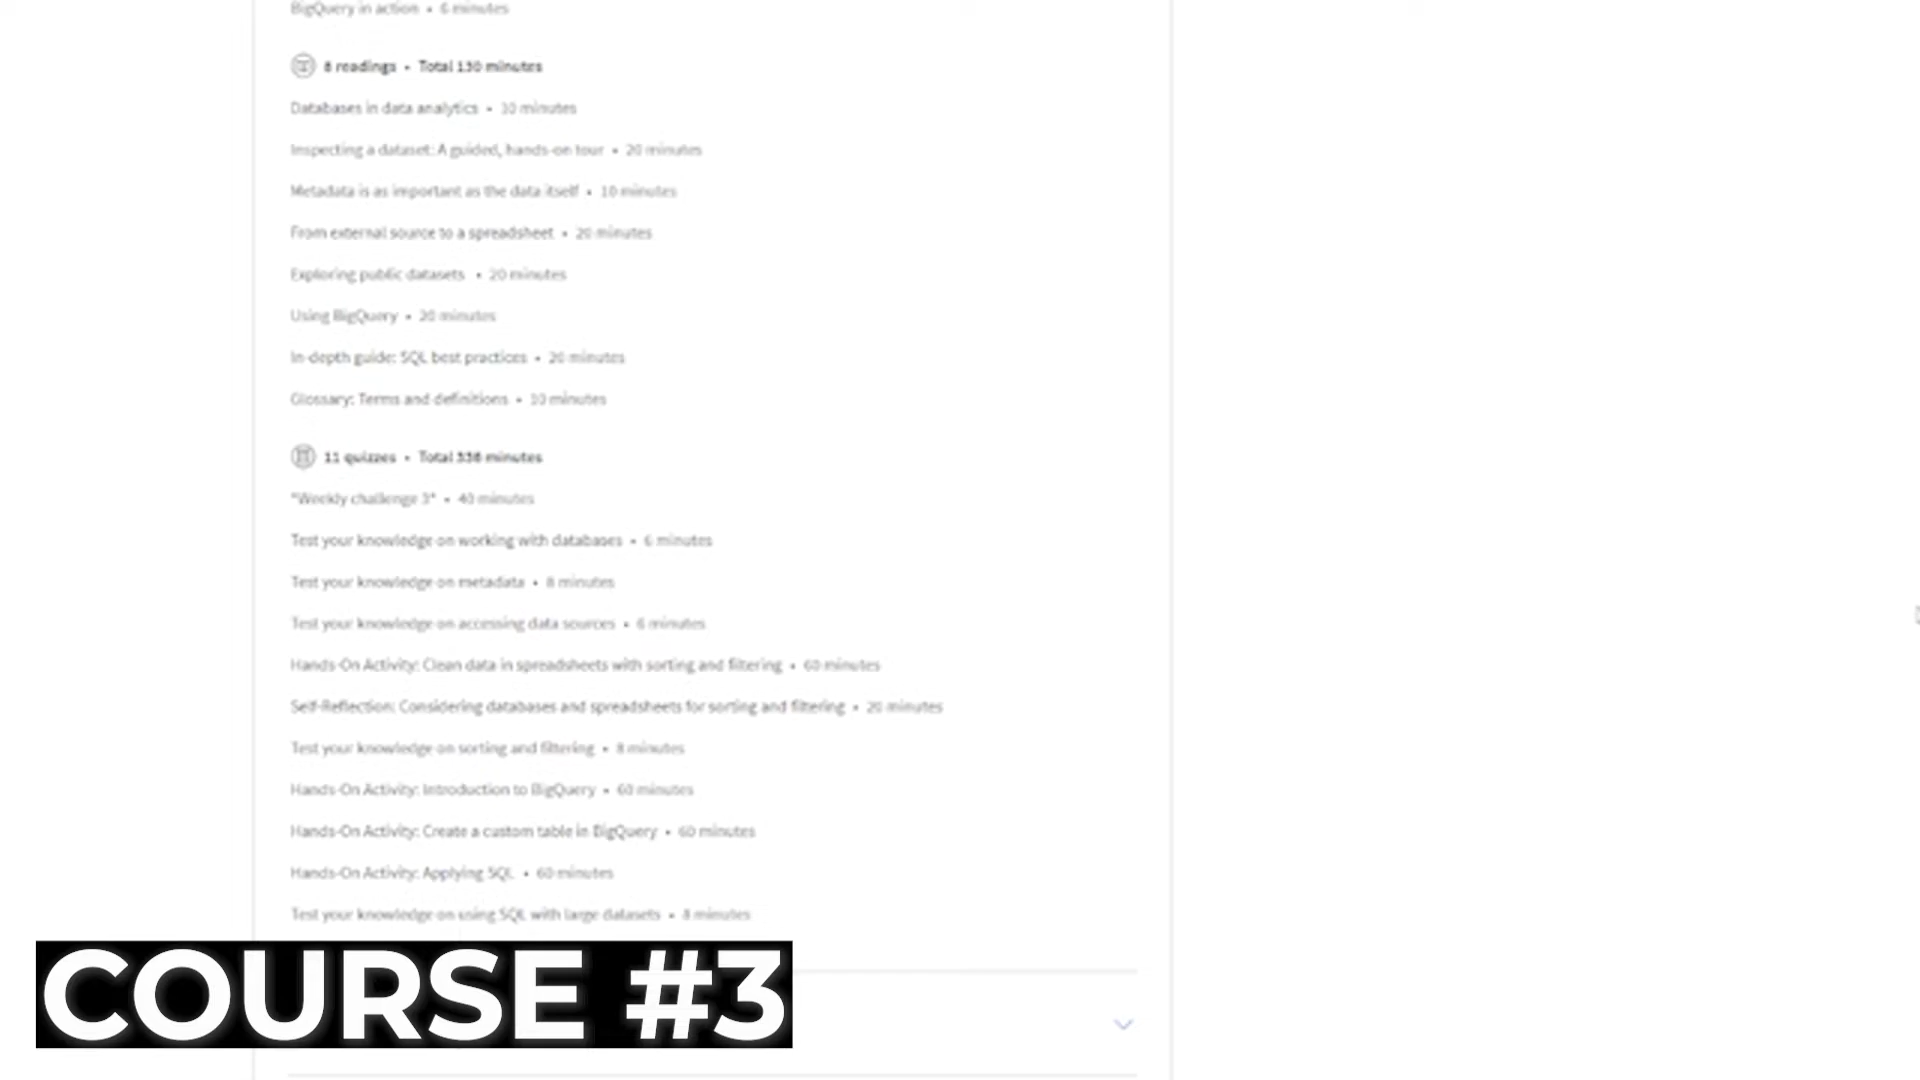 BigQuery in action • 6 minutes
8 readings • Total 130 minutes
Databases in data analytics • 10 minutes
Inspecting a dataset: A guided, hands-on tour • 20 minutes
Metadata is as important as the data itself • 10 minutes
From external source to a spreadsheet • 20 minutes
Exploring public datasets • 20 minutes
Using BigQuery • 20 minutes
In-depth guide: SQL best practices • 20 minutes
Glossary: Terms and definitions • 10 minutes
11 quizzes • Total 336 minutes
*Weekly challenge 3* • 40 minutes
Test your knowledge on working with databases • 6 minutes
Test your knowledge on metadata • 8 minutes
Test your knowledge on accessing data sources • 6 minutes
Hands-On Activity: Clean data in spreadsheets with sorting and filtering • 60 minutes
Self-Reflection: Considering databases and spreadsheets for sorting and filtering • 20 minutes
Test your knowledge on sorting and filtering • 8 minutes
Hands-On Activity: Introduction to BigQuery • 60 minutes
Hands-On Activity: Create a custom table in BigQuery • 60 minutes
Hands-On Activity: Applying SQL • 60 minutes
Test your knowledge on using SQL with large datasets • 8 minutes
COURSE #3